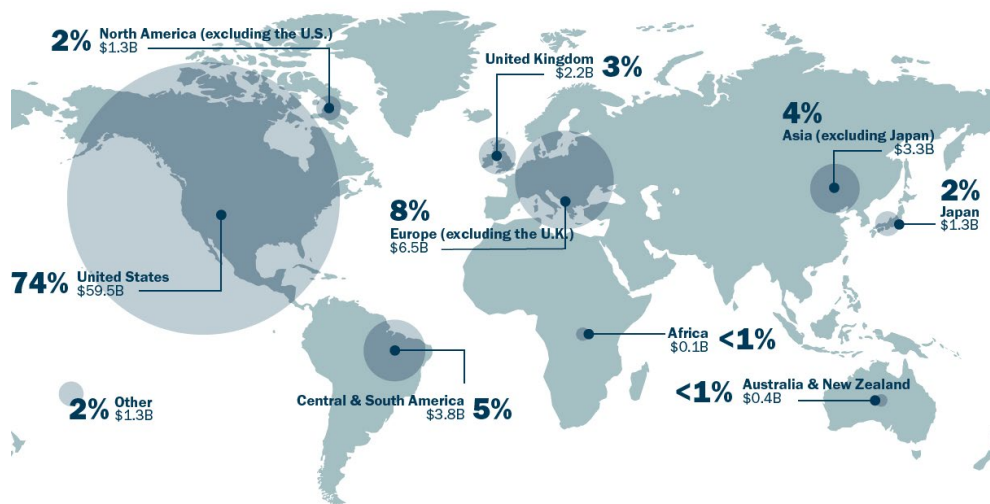 2% North America (excluding the U.S.)
$1.3B
United Kingdom 3%
$2.2B
4%
Asia (excluding Japan)
$3.3B
2%
Japan
$1.3B
8%
Europe (excluding the U.K.)
$6.5B
74% United States
$59.5B
Africa <1%
$0.1B
<1% Australia & New Zealand
$0.4B
2% Other
$1.3B
Central & South America 5%
$3.8B